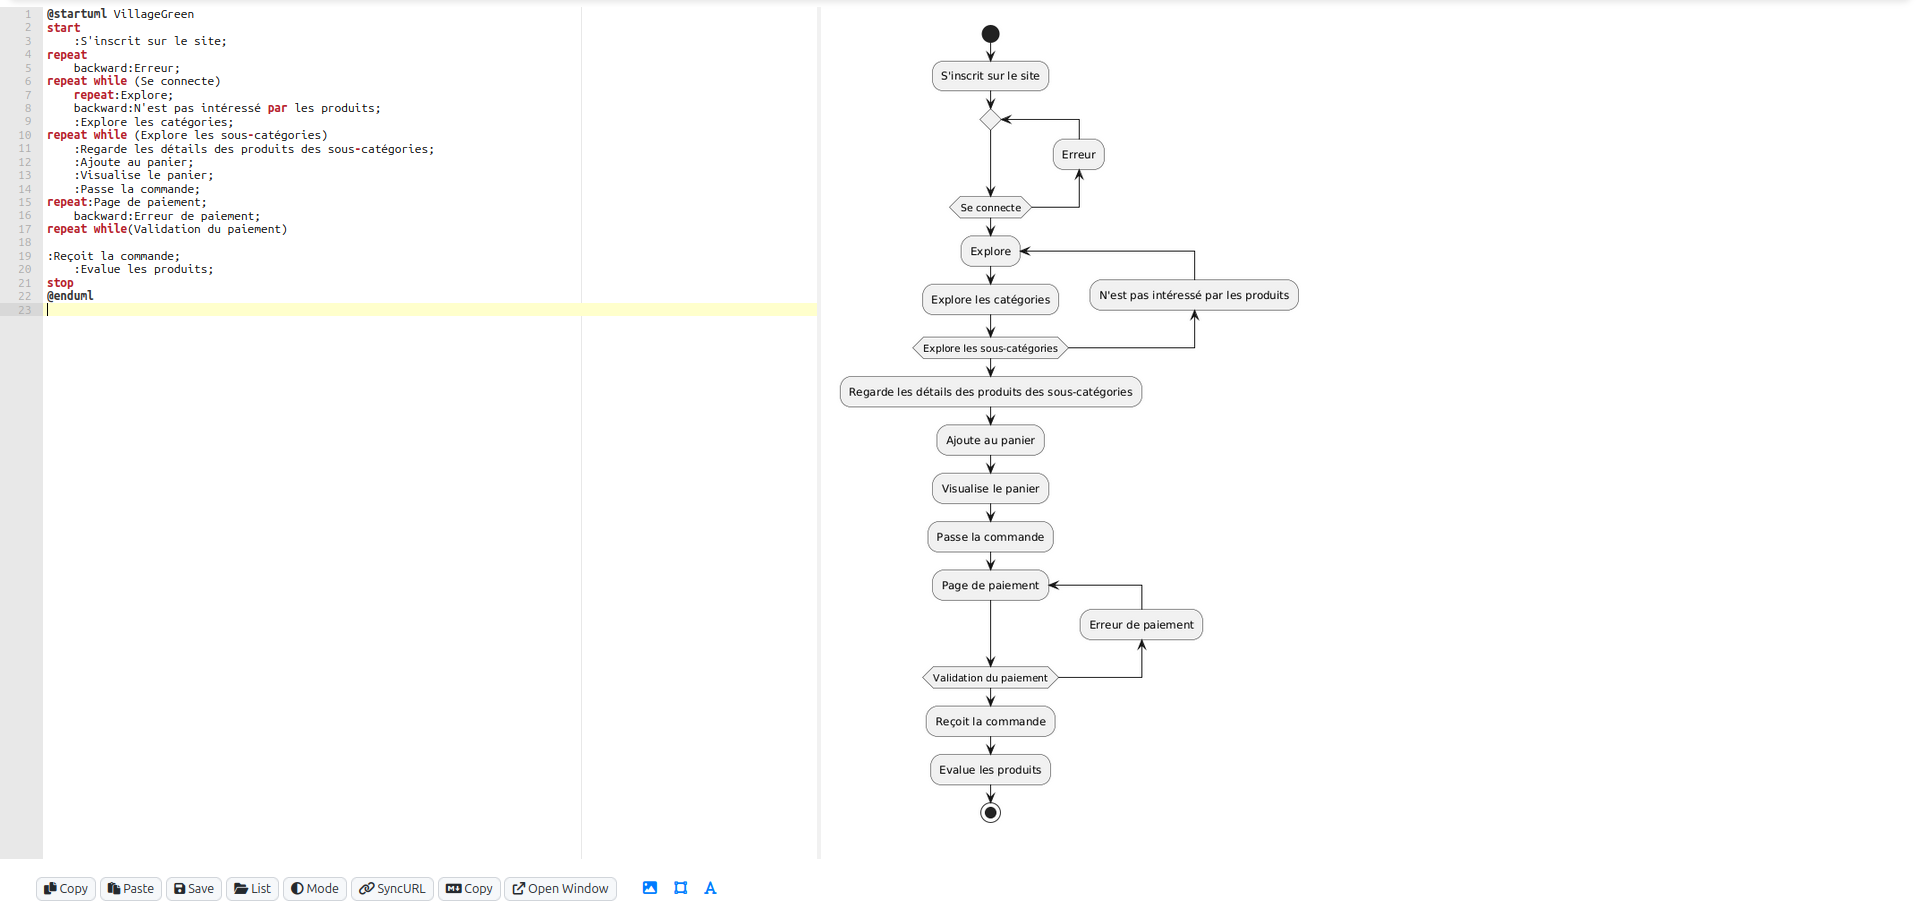 1 @startuml VillageGreen
2 start
3 :S'inscrit sur le site;
4 repeat
5 backward:Erreur;
6 repeat while (Se connecte)
7 repeat:Explore;
8 backward:N'est pas intéressé par les produits;
9 :Explore les catégories;
10 repeat while (Explore les sous-catégories)
11 :Regarde les détails des produits des sous-catégories;
12 :Ajoute au panier;
13 :Visualise le panier;
14 :Passe la commande;
15 repeat:Page de paiement;
16 backward:Erreur de paiement;
17 repeat while(Validation du paiement)
18
19 :Reçoit la commande;
20 :Evalue les produits;
21 stop
22 @enduml
23
S'inscrit sur le site
Erreur
Se connecte
Explore
N'est pas intéressé par les produits
Explore les catégories
Explore les sous-catégories
Regarde les détails des produits des sous-catégories
Ajoute au panier
Visualise le panier
Passe la commande
Page de paiement
Erreur de paiement
Validation du paiement
Reçoit la commande
Evalue les produits
Copy Paste Save List Mode SyncURL Copy Open Window A